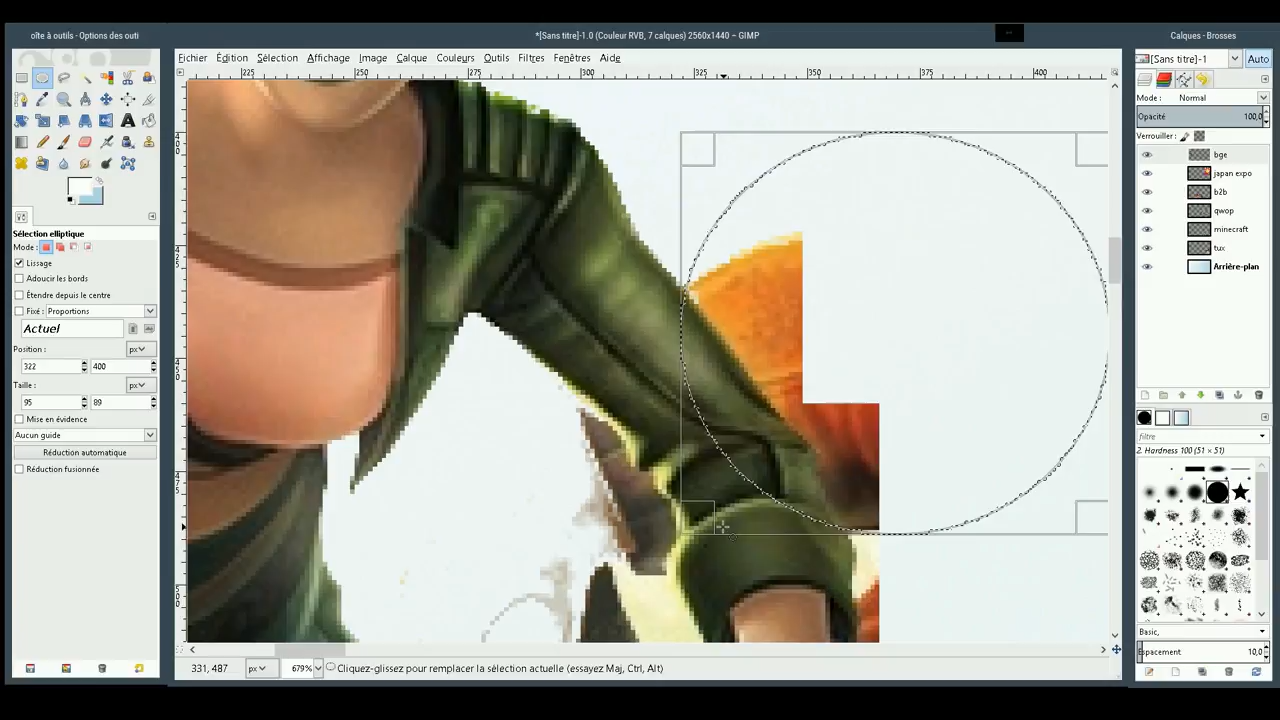 oîte à outils - Options des outi
*[Sans titre]-1.0 (Couleur RVB, 7 calques) 2560x1440 – GIMP
Calques - Brosses
Fichier Édition Sélection Affichage Image Calque Couleurs Outils Filtres Fenêtres Aide
[Sans titre]-1 Auto
225 250 275 300 325 350 375 400
Mode : Normal
Opacité 100,0
Verrouiller :
bge
japan expo
b2b
qwop
minecraft
tux
Arrière-plan
Sélection elliptique
Mode :
Lissage
Adoucir les bords
Étendre depuis le centre
Fixé : Proportions
Actuel
Position : px
322 400
Taille : px
95 89
Mise en évidence
Aucun guide
Réduction automatique
Réduction fusionnée
filtre
2. Hardness 100 (51 × 51)
Basic,
Espacement 10,0
331, 487 px 679% Cliquez-glissez pour remplacer la sélection actuelle (essayez Maj, Ctrl, Alt)